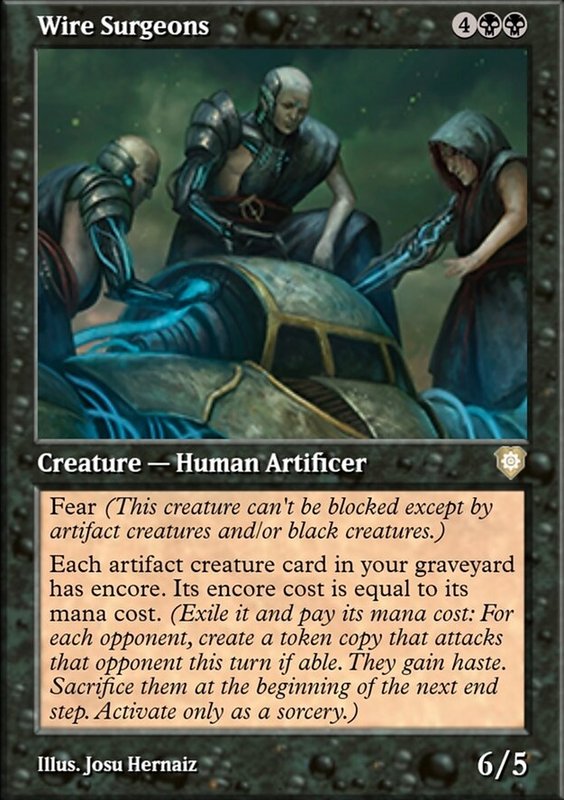 Wire Surgeons 4
Creature — Human Artificer
Fear (This creature can't be blocked except by
artifact creatures and/or black creatures.)
Each artifact creature card in your graveyard
has encore. Its encore cost is equal to its
mana cost. (Exile it and pay its mana cost: For
each opponent, create a token copy that attacks
that opponent this turn if able. They gain haste.
Sacrifice them at the beginning of the next end
step. Activate only as a sorcery.)
Illus. Josu Hernaiz 6/5